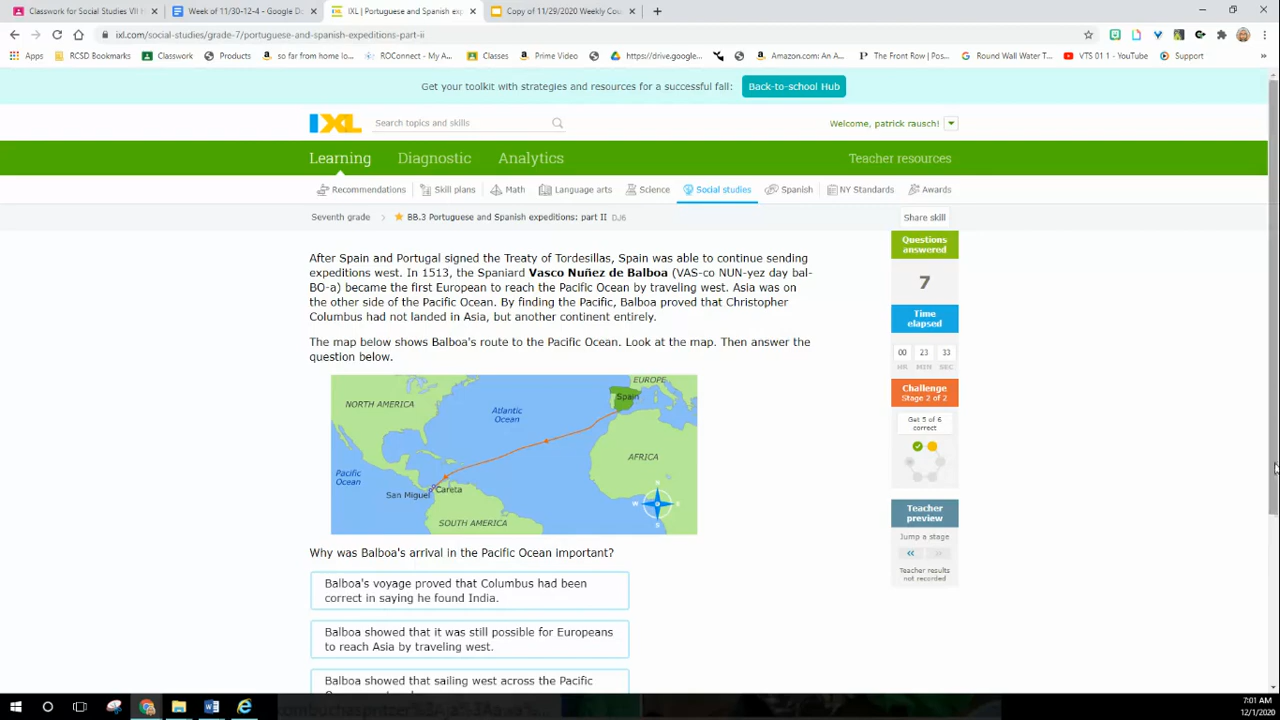 Classwork for Social Studies VII H
Week of 11/30-12-4 - Google Do
IXL | Portuguese and Spanish exp
Copy of 11/29/2020 Weekly Cou
ixl.com/social-studies/grade-7/portuguese-and-spanish-expeditions-part-ii
Apps
RCSD Bookmarks
Classwork
Products
so far from home lo...
ROConnect - My A...
Classes
Prime Video
https://drive.google...
Amazon.com: Am...
The Front Row | Pos...
Round Wall Water T...
VTS 01 1 - YouTube
Support
Get your toolkit with strategies and resources for a successful fall:
Back-to-school Hub
IXL
Search topics and skills
Welcome, patrick rausch!
Learning
Diagnostic
Analytics
Teacher resources
Recommendations
Skill plans
Math
Language arts
Science
Social studies
Spanish
NY Standards
Awards
Seventh grade
BB.3 Portuguese and Spanish expeditions: part II DJ6
Share skill
After Spain and Portugal signed the Treaty of Tordesillas, Spain was able to continue sending
expeditions west. In 1513, the Spaniard Vasco Nuñez de Balboa (VAS-co NUN-yez day bal-
BO-a) became the first European to reach the Pacific Ocean by traveling west. Asia was on
the other side of the Pacific Ocean. By finding the Pacific, Balboa proved that Christopher
Columbus had not landed in Asia, but another continent entirely.
The map below shows Balboa's route to the Pacific Ocean. Look at the map. Then answer the
question below.
EUROPE
Spain
NORTH AMERICA
Atlantic
Ocean
AFRICA
Pacific
Ocean
San Miguel
Careta
SOUTH AMERICA
N
W
E
S
Why was Balboa's arrival in the Pacific Ocean important?
Balboa's voyage proved that Columbus had been
correct in saying he found India.
Balboa showed that it was still possible for Europeans
to reach Asia by traveling west.
Balboa showed that sailing west across the Pacific
Questions
answered
7
Time
elapsed
00 23 33
HR MIN SEC
Challenge
Stage 2 of 2
Get 5 of 6
correct
Teacher
preview
Jump a stage
Teacher results
not recorded
7:01 AM
12/1/2020